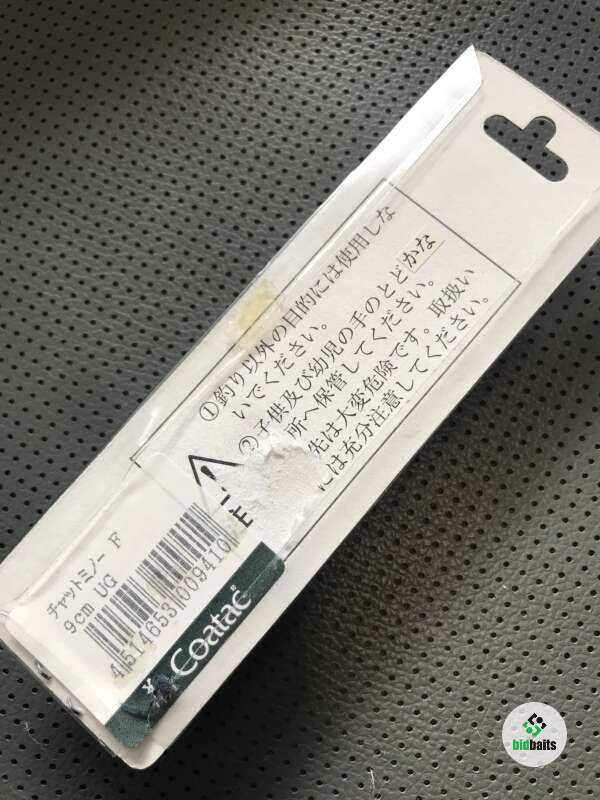 ①釣り以外の目的には使用しな
いでください。
②子供及び幼児の手のとどかな
所へ保管してください。
先は大変危険です。取扱い
には充分注意してください。
チャットミノー F
9cm UG
4 514653 009410
Coatac
bidbaits